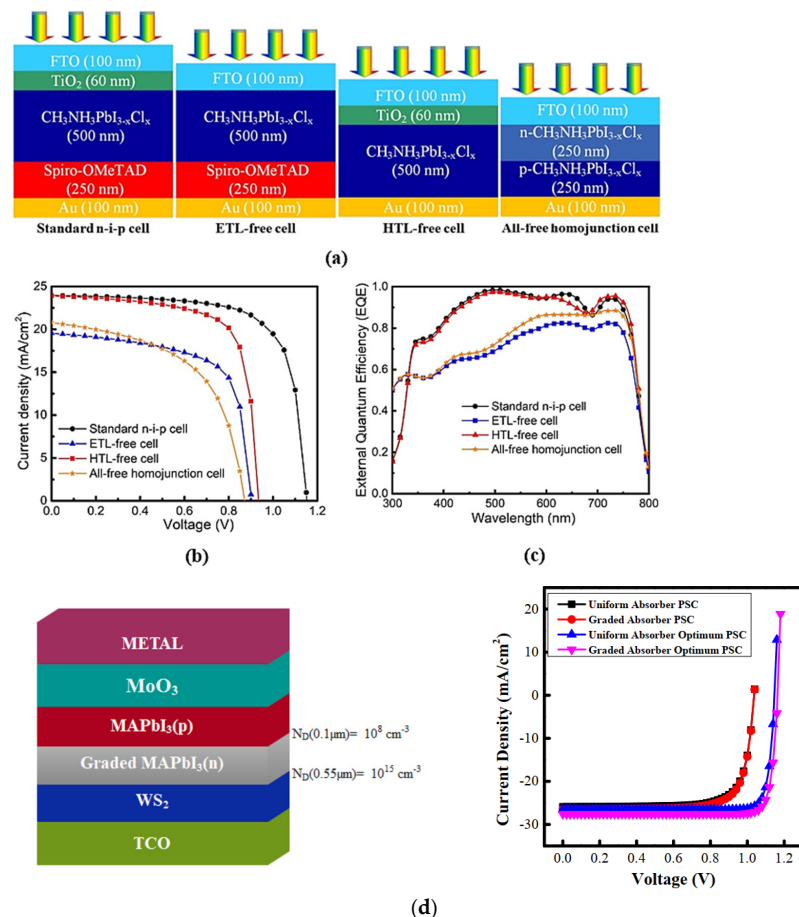 FTO (100 nm)
TiO₂ (60 nm)
CH₃NH₃PbI₃₋ₓClₓ
(500 nm)
Spiro-OMeTAD
(250 nm)
Au (100 nm)
Standard n-i-p cell
FTO (100 nm)
CH₃NH₃PbI₃₋ₓClₓ
(500 nm)
Spiro-OMeTAD
(250 nm)
Au (100 nm)
ETL-free cell
FTO (100 nm)
TiO₂ (60 nm)
CH₃NH₃PbI₃₋ₓClₓ
(500 nm)
Au (100 nm)
HTL-free cell
FTO (100 nm)
n-CH₃NH₃PbI₃₋ₓClₓ
(250 nm)
p-CH₃NH₃PbI₃₋ₓClₓ
(250 nm)
Au (100 nm)
All-free homojunction cell
(a)
Current density (mA/cm²)
25
20
15
10
5
0
Standard n-i-p cell
ETL-free cell
HTL-free cell
All-free homojunction cell
0.0 0.2 0.4 0.6 0.8 1.0 1.2
Voltage (V)
(b)
External Quantum Efficiency (EQE)
1.0
0.8
0.6
0.4
0.2
0.0
Standard n-i-p cell
ETL-free cell
HTL-free cell
All-free homojunction cell
300 400 500 600 700 800
Wavelength (nm)
(c)
METAL
MoO₃
MAPbI₃(p)
Graded MAPbI₃(n)
WS₂
TCO
N_D(0.1µm)= 10⁸ cm⁻³
N_D(0.55µm)= 10¹⁵ cm⁻³
Current Density (mA/cm²)
20
10
0
-10
-20
-30
Uniform Absorber PSC
Graded Absorber PSC
Uniform Absorber Optimum PSC
Graded Absorber Optimum PSC
0.0 0.2 0.4 0.6 0.8 1.0 1.2
Voltage (V)
(d)